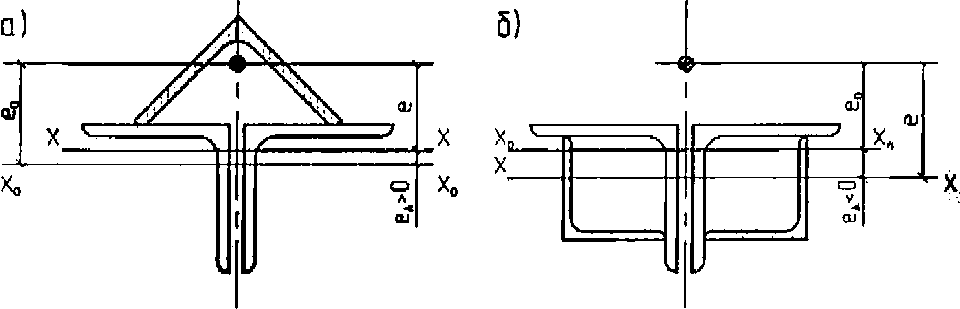 а)
б)
e₀
e
X
X
X₀
X₀
eₐ>0
X₀
Xₙ
X
X
e₀
e
eₐ<0